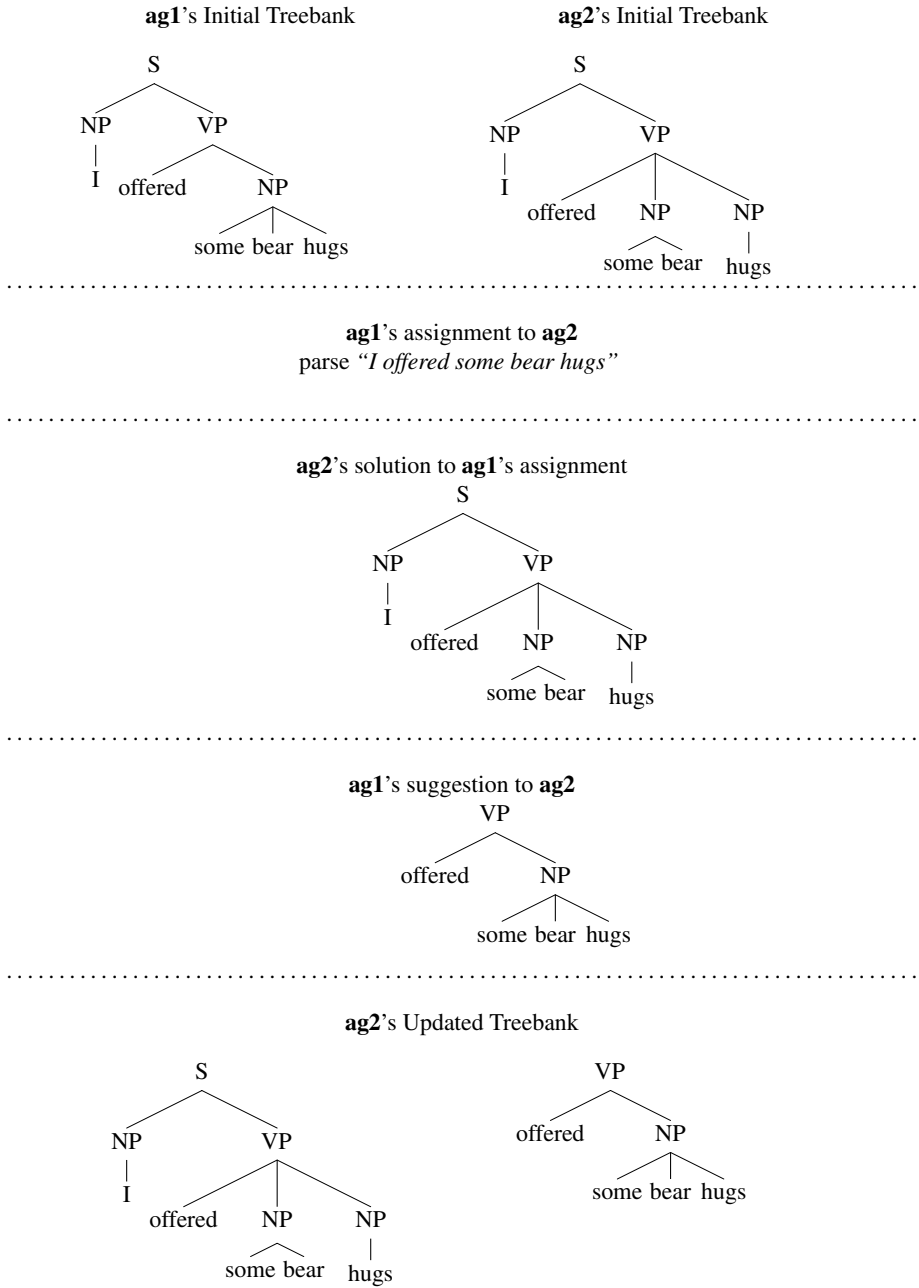 ag1's Initial Treebank
S
NP VP
I offered NP
some bear hugs
ag2's Initial Treebank
S
NP VP
I offered NP NP
some bear hugs
ag1's assignment to ag2
parse “I offered some bear hugs”
ag2's solution to ag1's assignment
S
NP VP
I offered NP NP
some bear hugs
ag1's suggestion to ag2
VP
offered NP
some bear hugs
ag2's Updated Treebank
S
NP VP
I offered NP NP
some bear hugs
VP
offered NP
some bear hugs